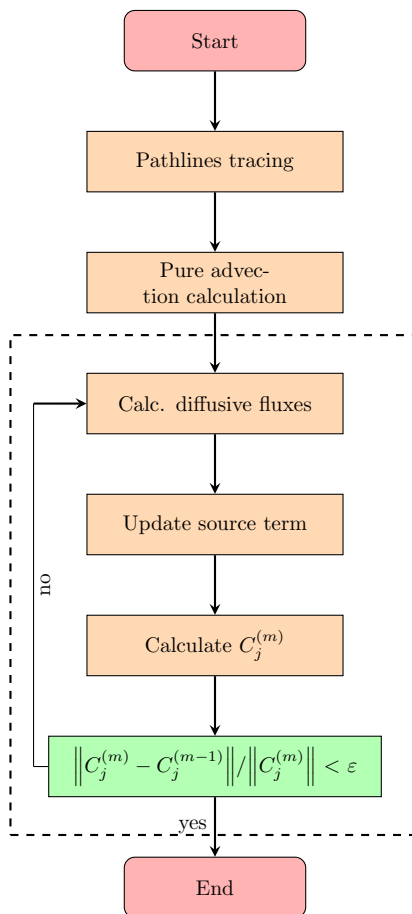 Start
Pathlines tracing
Pure advec-
tion calculation
Calc. diffusive fluxes
Update source term
no
Calculate $C_j^{(m)}$
$\left\|C_j^{(m)} - C_j^{(m-1)}\right\| / \left\|C_j^{(m)}\right\| < \varepsilon$
yes
End